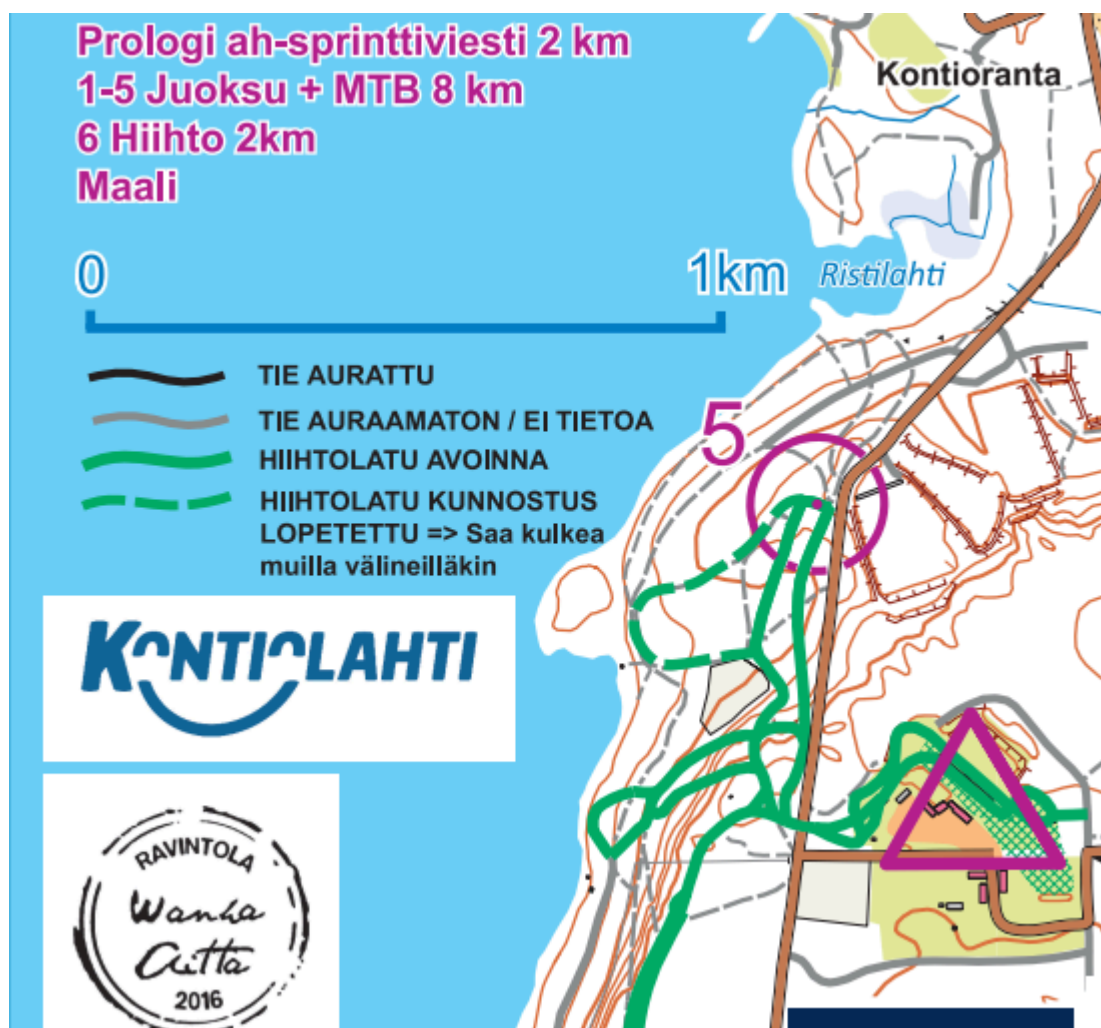 Prologi ah-sprinttiviesti 2 km
1-5 Juoksu + MTB 8 km
6 Hiihto 2km
Maali
Kontioranta
0
1km
Ristilahti
TIE AURATTU
TIE AURAAMATON / EI TIETOA
HIIHTOLATU AVOINNA
HIIHTOLATU KUNNOSTUS
LOPETETTU => Saa kulkea
muilla välineilläkin
5
KONTIOLAHTI
RAVINTOLA
Wanha
Aitta
2016